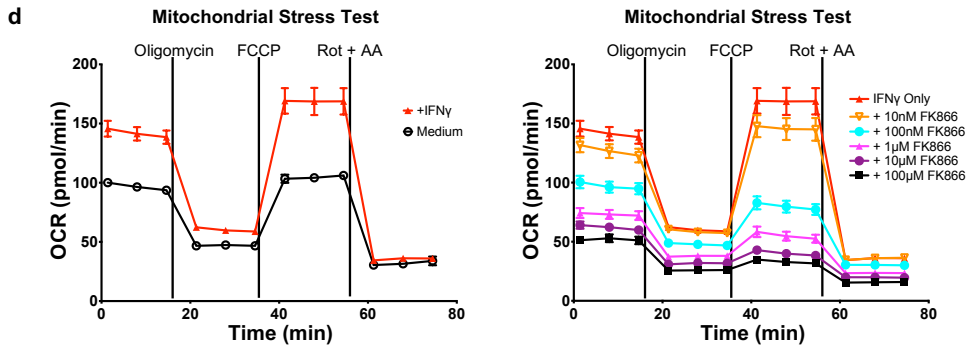 d
Mitochondrial Stress Test
Oligomycin FCCP Rot + AA
200
150
100
50
0
OCR (pmol/min)
0 20 40 60 80
Time (min)
+IFNγ
Medium
Mitochondrial Stress Test
Oligomycin FCCP Rot + AA
200
150
100
50
0
OCR (pmol/min)
0 20 40 60 80
Time (min)
IFNγ Only
+ 10nM FK866
+ 100nM FK866
+ 1µM FK866
+ 10µM FK866
+ 100µM FK866